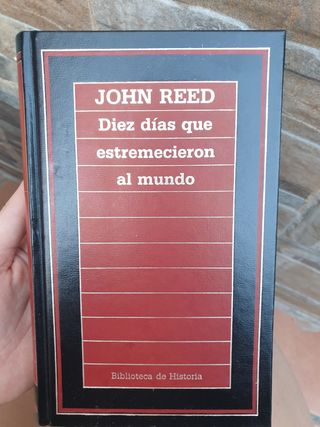 JOHN REED
Diez días que
estremecieron
al mundo
Biblioteca de Historia